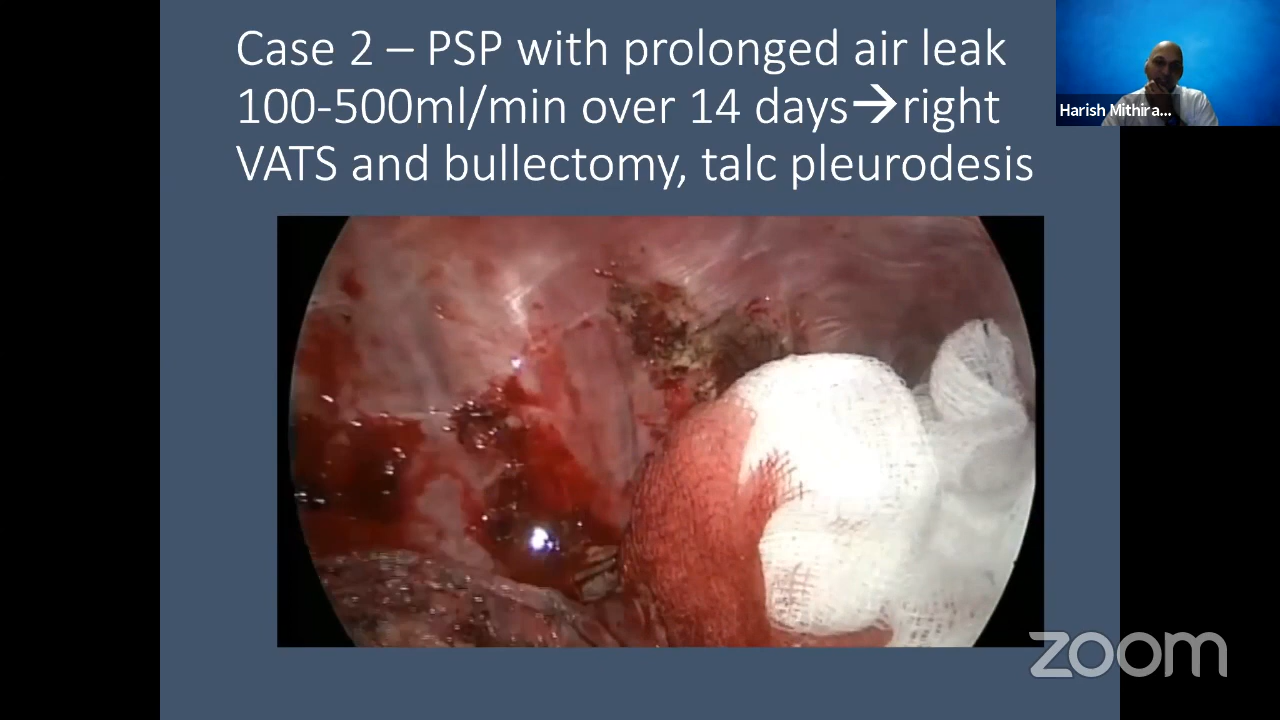 Case 2 – PSP with prolonged air leak
100-500ml/min over 14 days→right
VATS and bullectomy, talc pleurodesis
Harish Mithira...
zoom